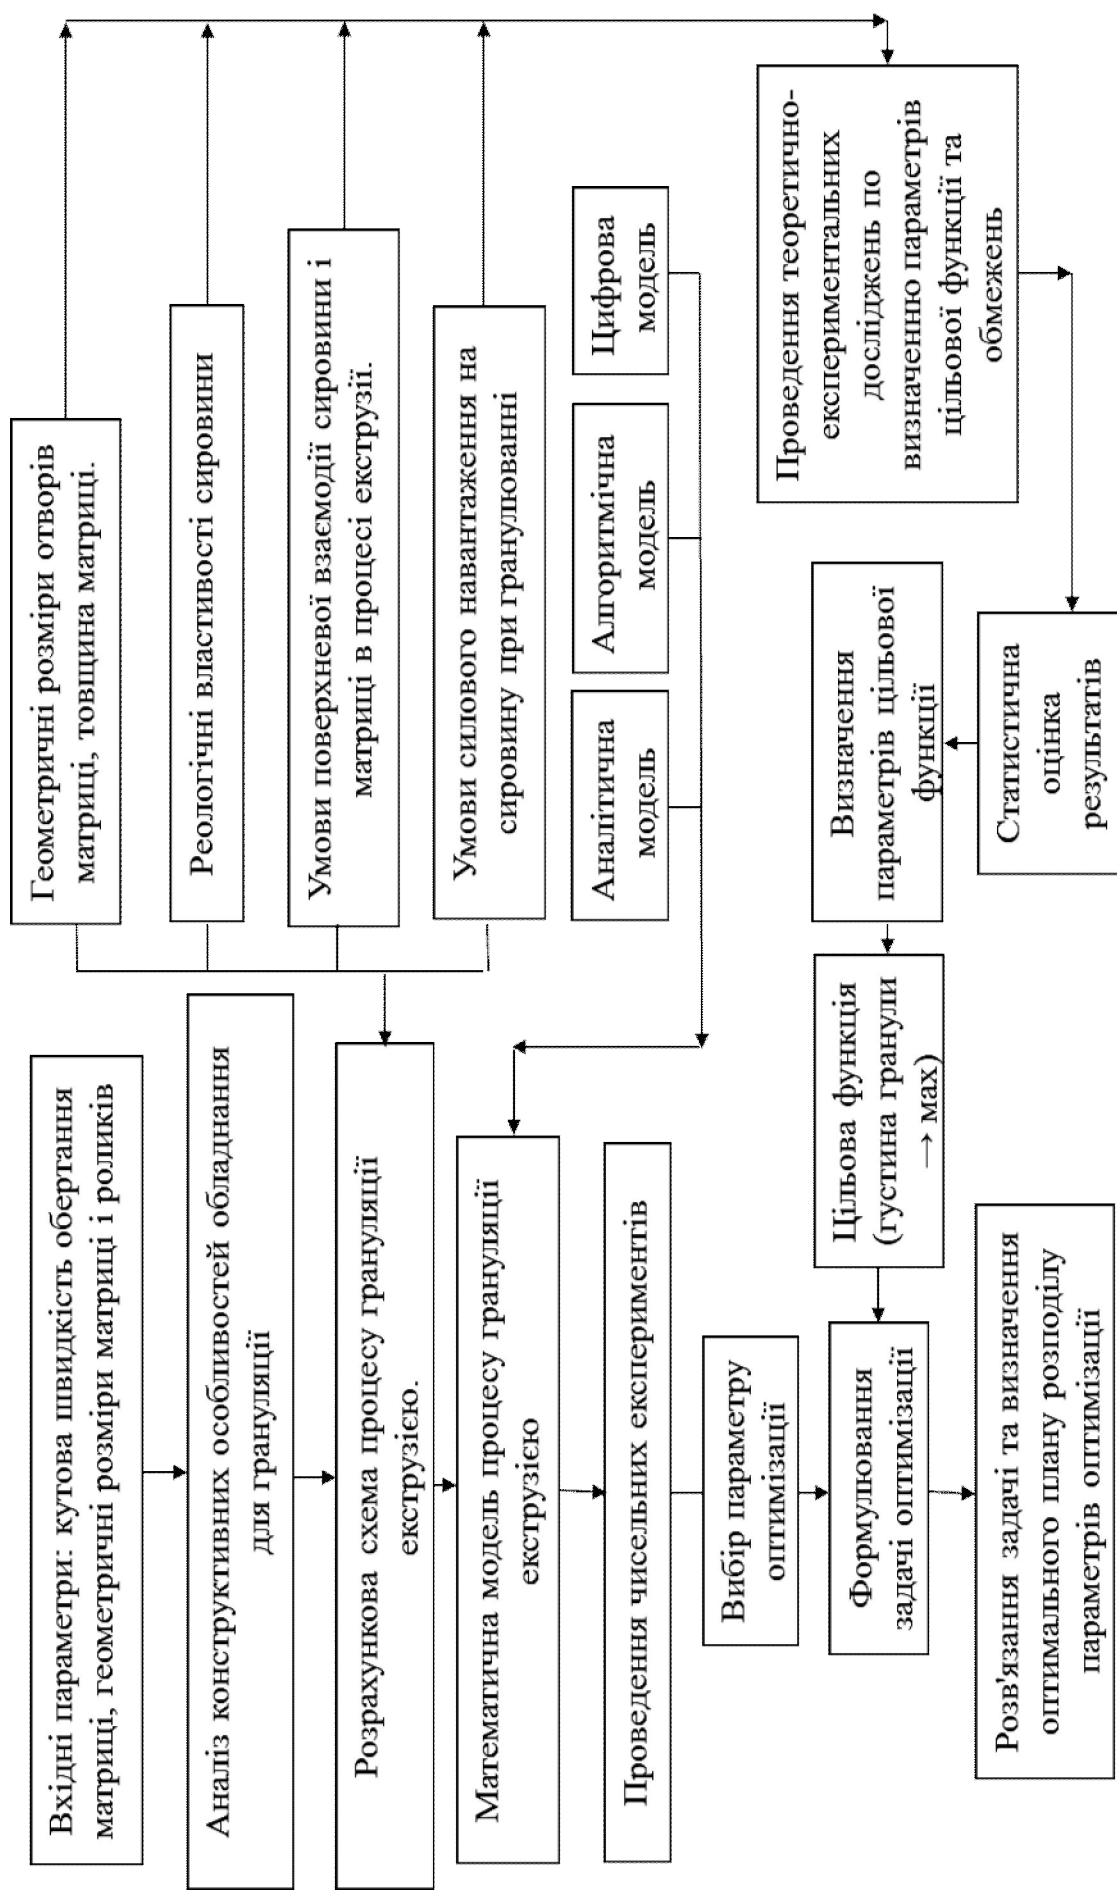 Вхідні параметри: кутова швидкість обертання
матриці, геометричні розміри матриці і роликів
Аналіз конструктивних особливостей обладнання
для грануляції
Розрахункова схема процесу грануляції
екструзією.
Математична модель процесу грануляції
екструзією
Проведення чисельних експериментів
Вибір параметру
оптимізації
Формулювання
задачі оптимізації
Розв'язання задачі та визначення
оптимального плану розподілу
параметрів оптимізації
Геометричні розміри отворів
матриці, товщина матриці.
Реологічні властивості сировини
Умови поверхневої взаємодії сировини і
матриці в процесі екструзії.
Умови силового навантаження на
сировину при гранулюванні
Аналітична
модель
Алгоритмічна
модель
Цифрова
модель
Проведення теоретично-
експериментальних
досліджень по
визначенню параметрів
цільової функції та
обмежень
Статистична
оцінка
результатів
Визначення
параметрів цільової
функції
Цільова функція
(густина гранули
→ мах)